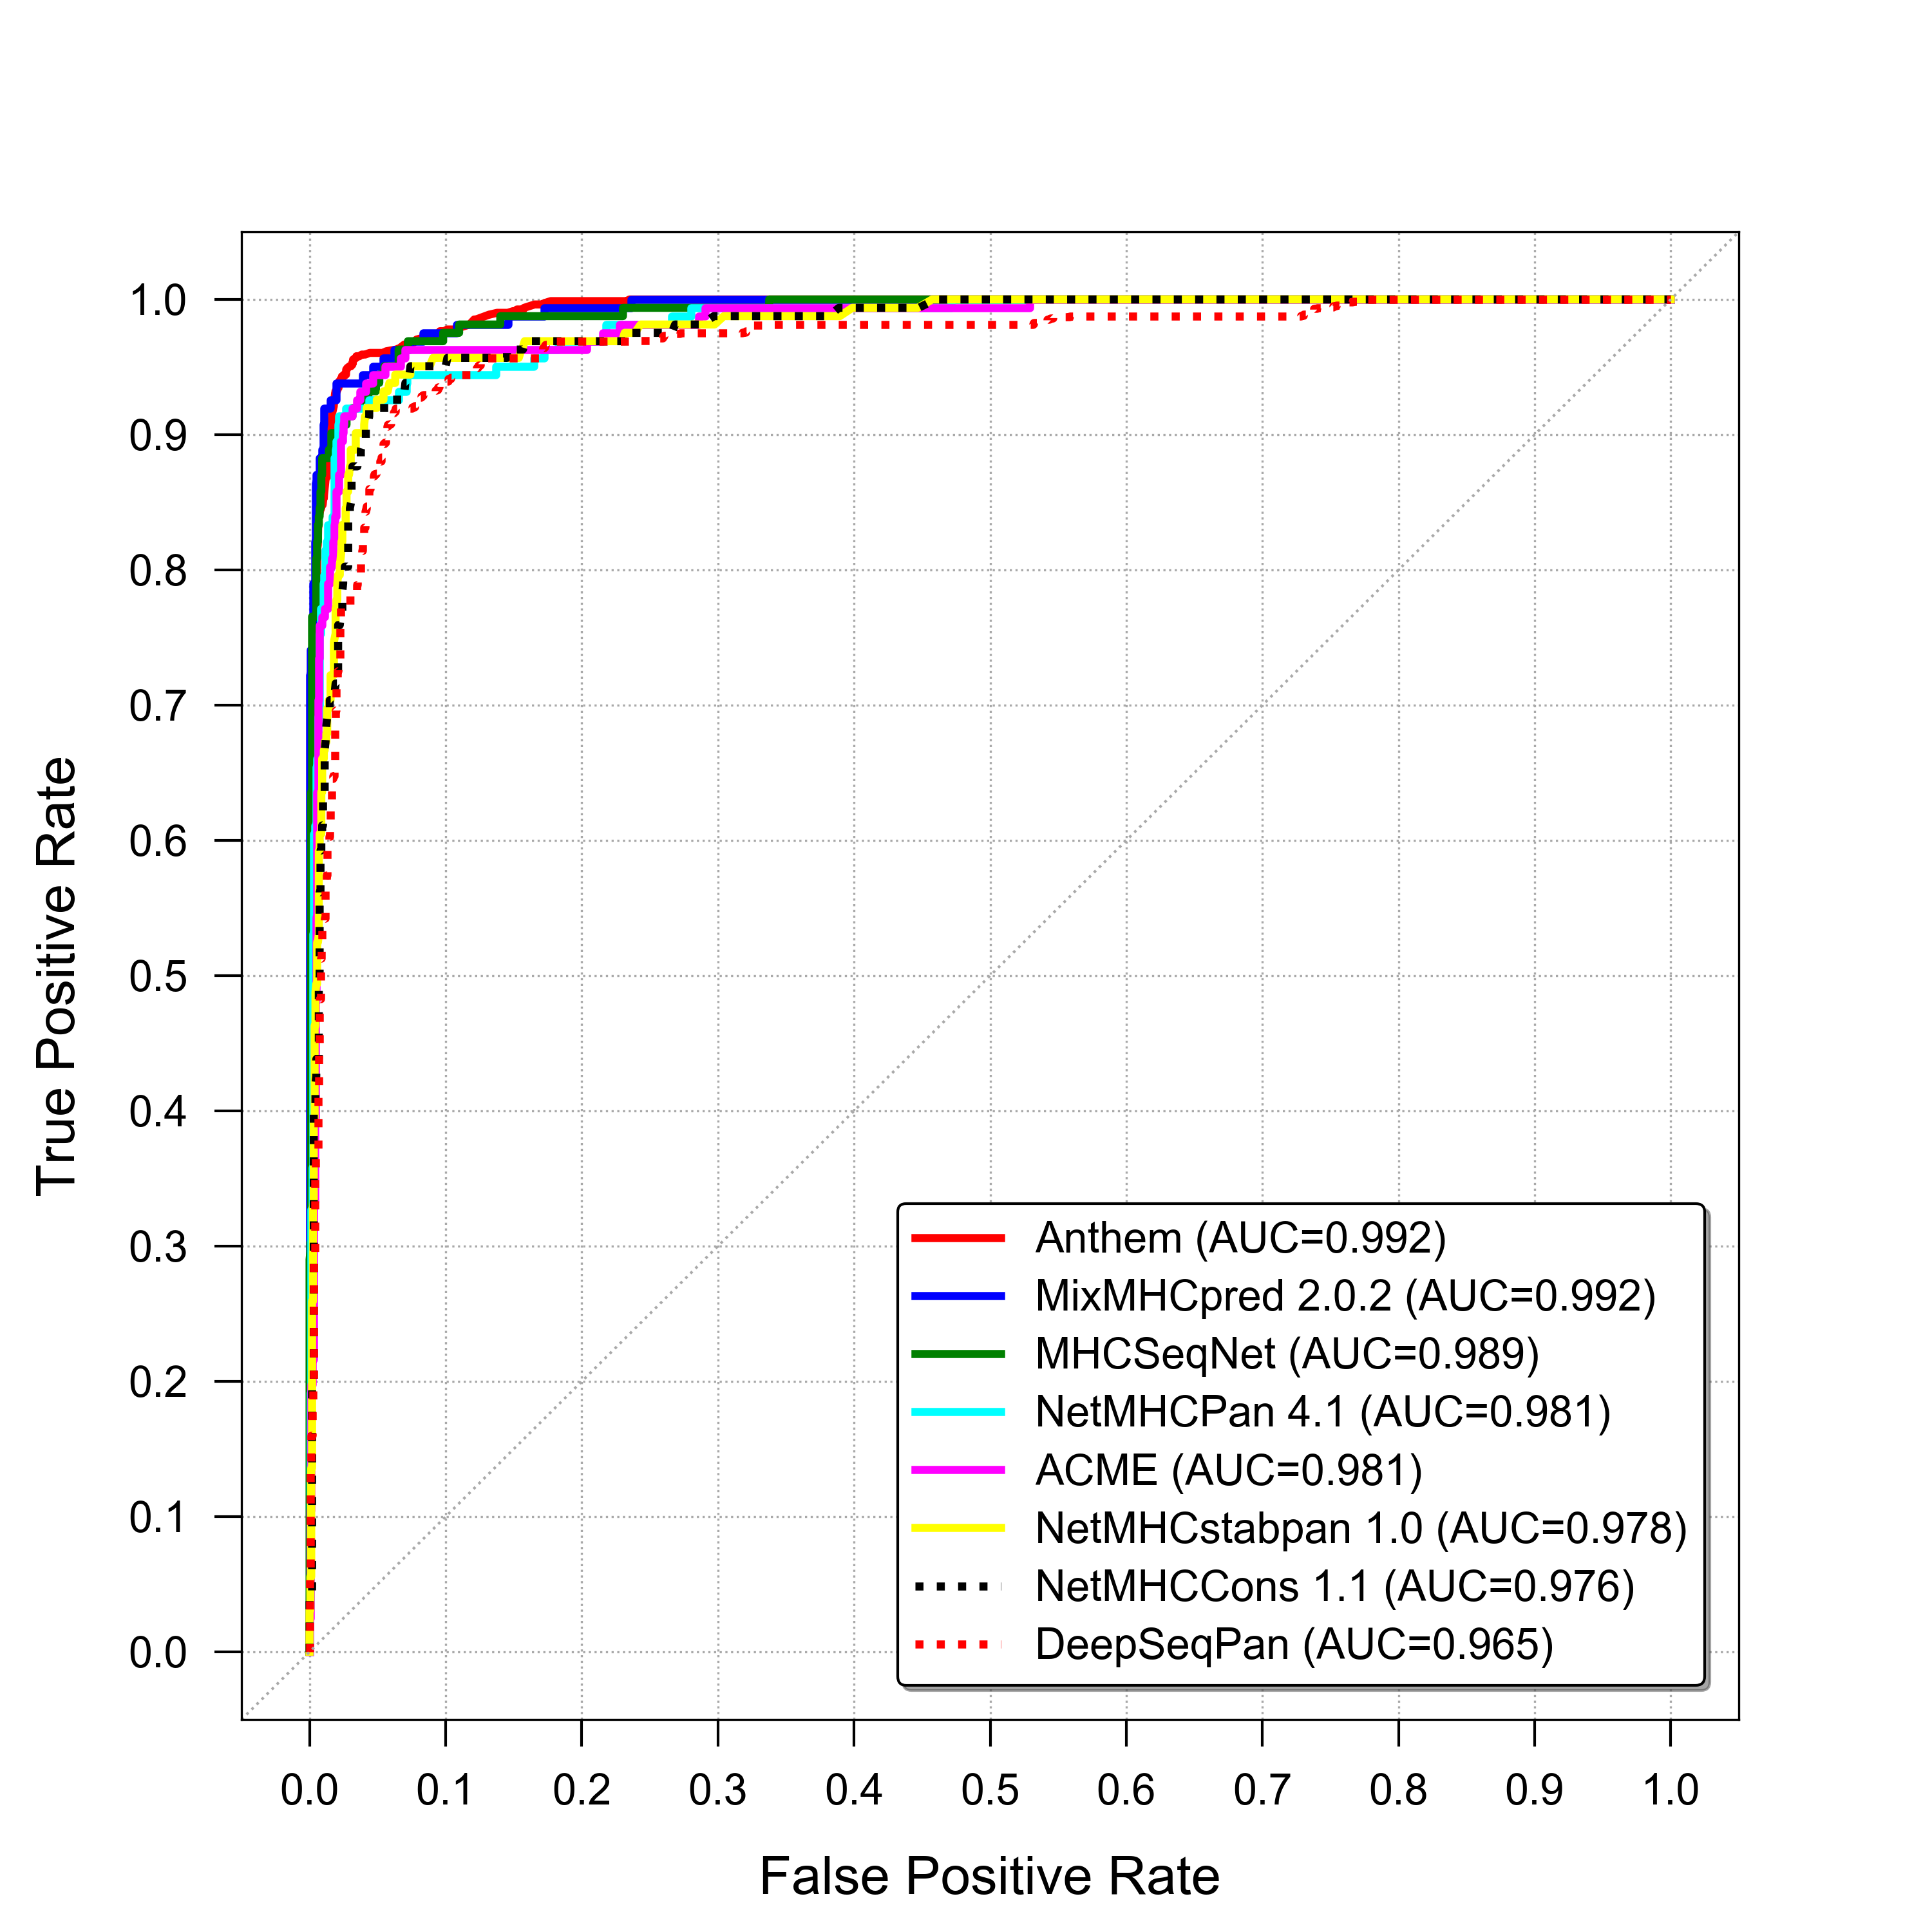 1.0
0.9
0.8
0.7
0.6
0.5
0.4
0.3
0.2
0.1
0.0
True Positive Rate
Anthem (AUC=0.992)
MixMHCpred 2.0.2 (AUC=0.992)
MHCSeqNet (AUC=0.989)
NetMHCPan 4.1 (AUC=0.981)
ACME (AUC=0.981)
NetMHCstabpan 1.0 (AUC=0.978)
NetMHCCons 1.1 (AUC=0.976)
DeepSeqPan (AUC=0.965)
0.0 0.1 0.2 0.3 0.4 0.5 0.6 0.7 0.8 0.9 1.0
False Positive Rate